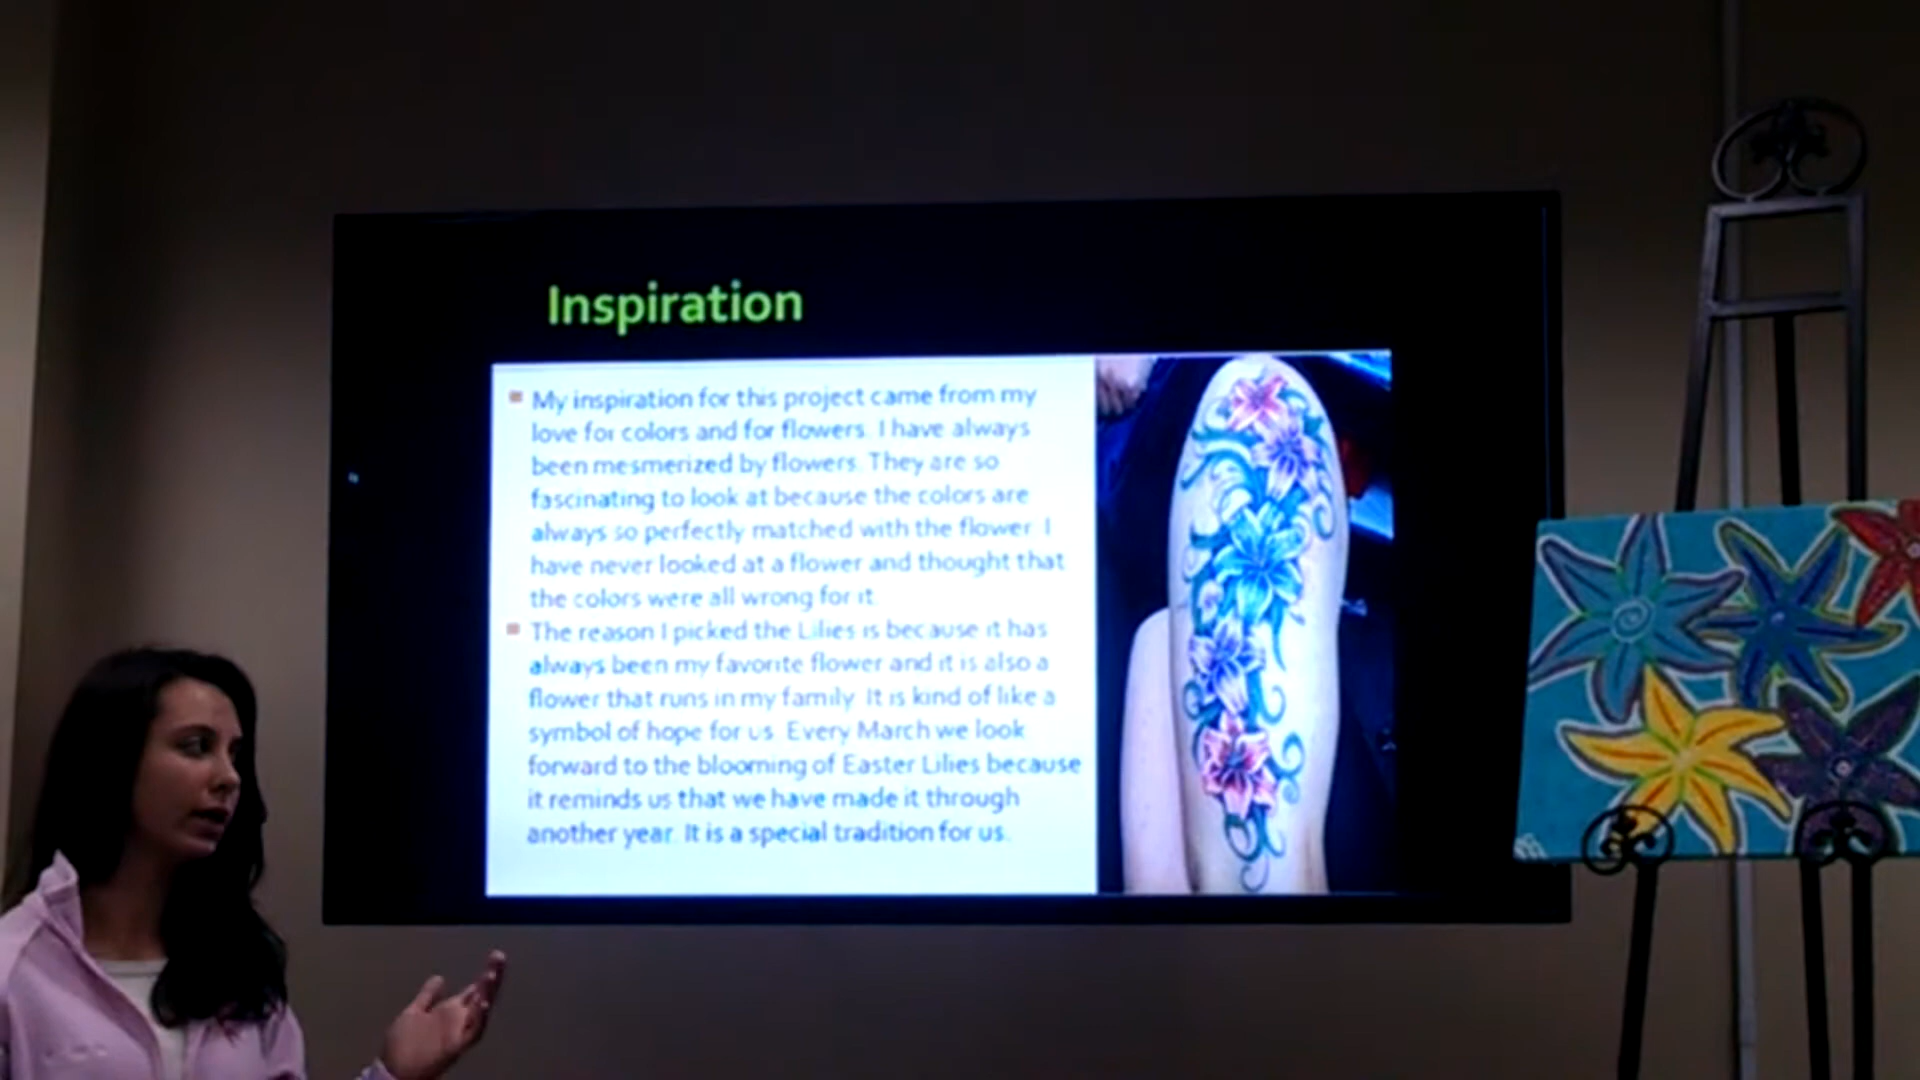 Inspiration
My inspiration for this project came from my
love for colors and for flowers. I have always
been mesmerized by flowers. They are so
fascinating to look at because the colors are
always so perfectly matched with the flower. I
have never looked at a flower and thought that
the colors were all wrong for it.
The reason I picked the Lilies is because it has
always been my favorite flower and it is also a
flower that runs in my family. It is kind of like a
symbol of hope for us. Every March we look
forward to the blooming of Easter Lilies because
it reminds us that we have made it through
another year. It is a special tradition for us.